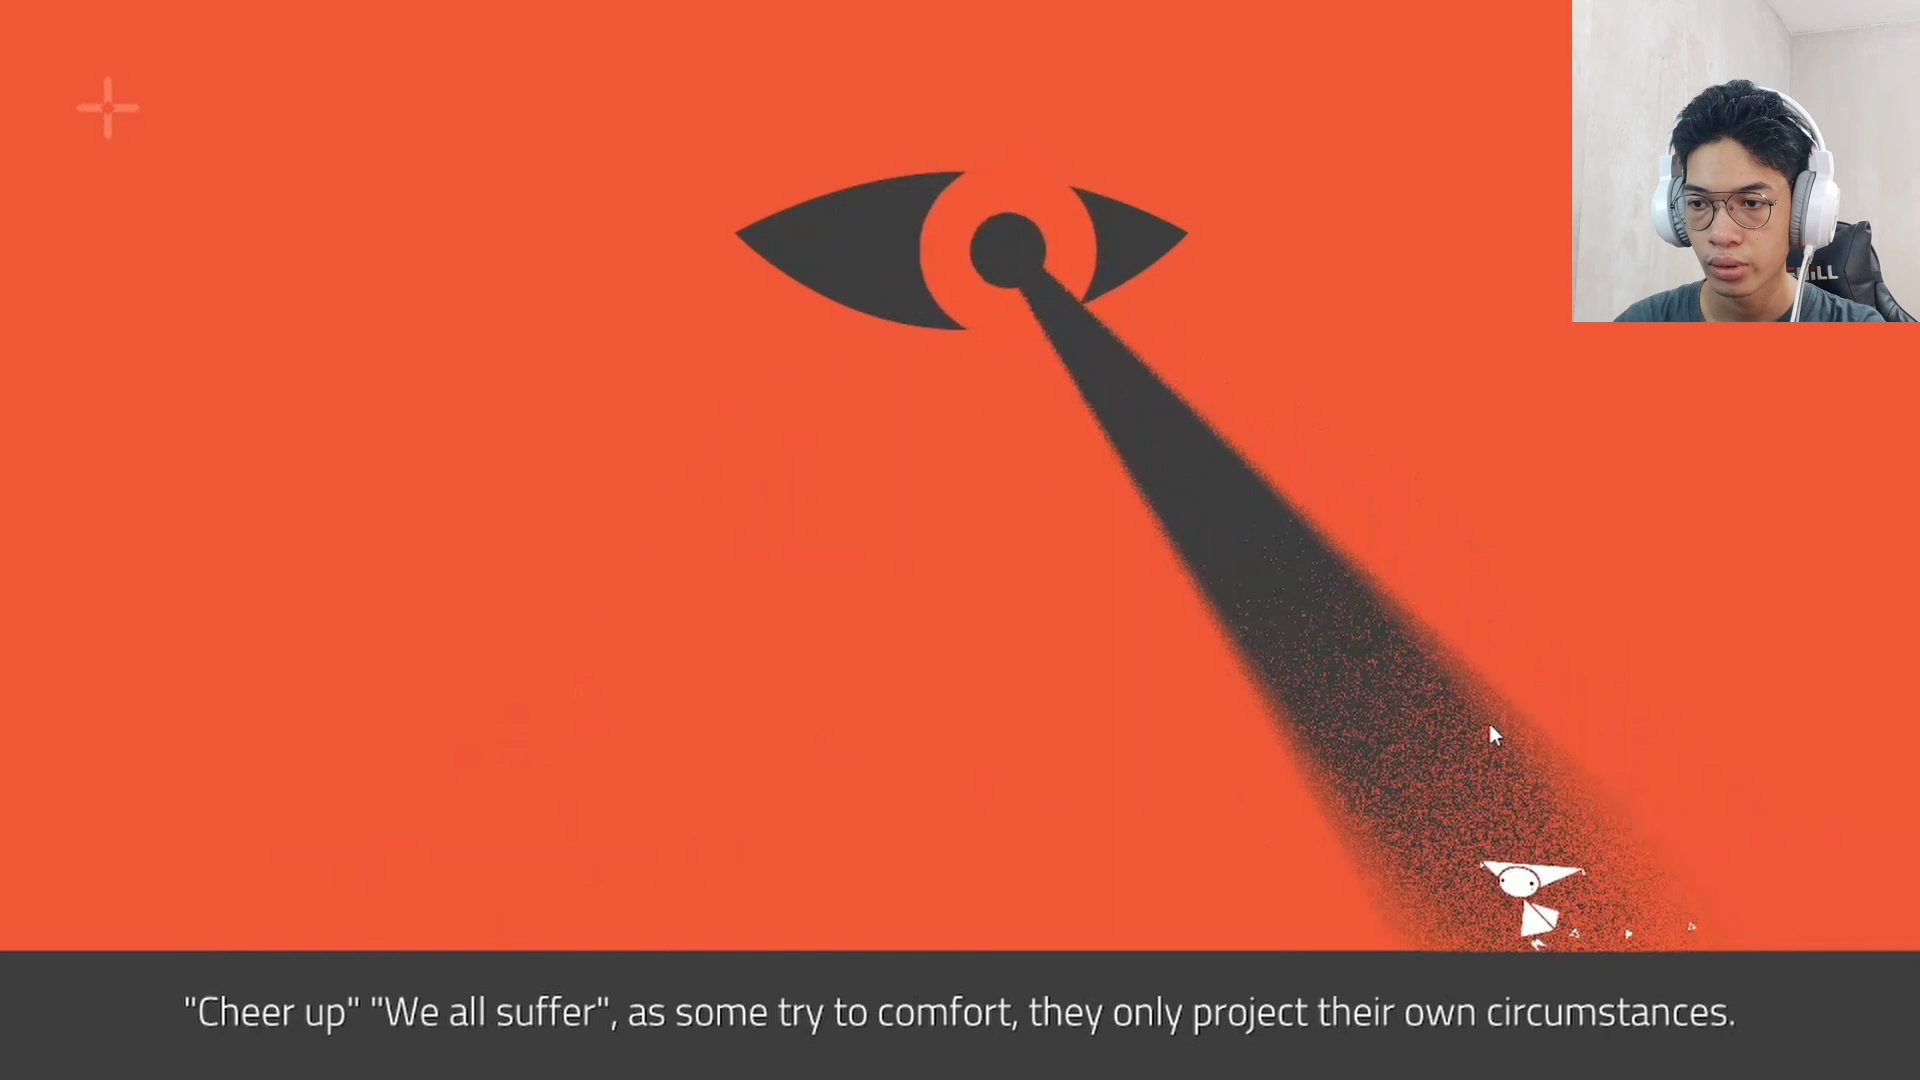 "Cheer up" "We all suffer", as some try to comfort, they only project their own circumstances.